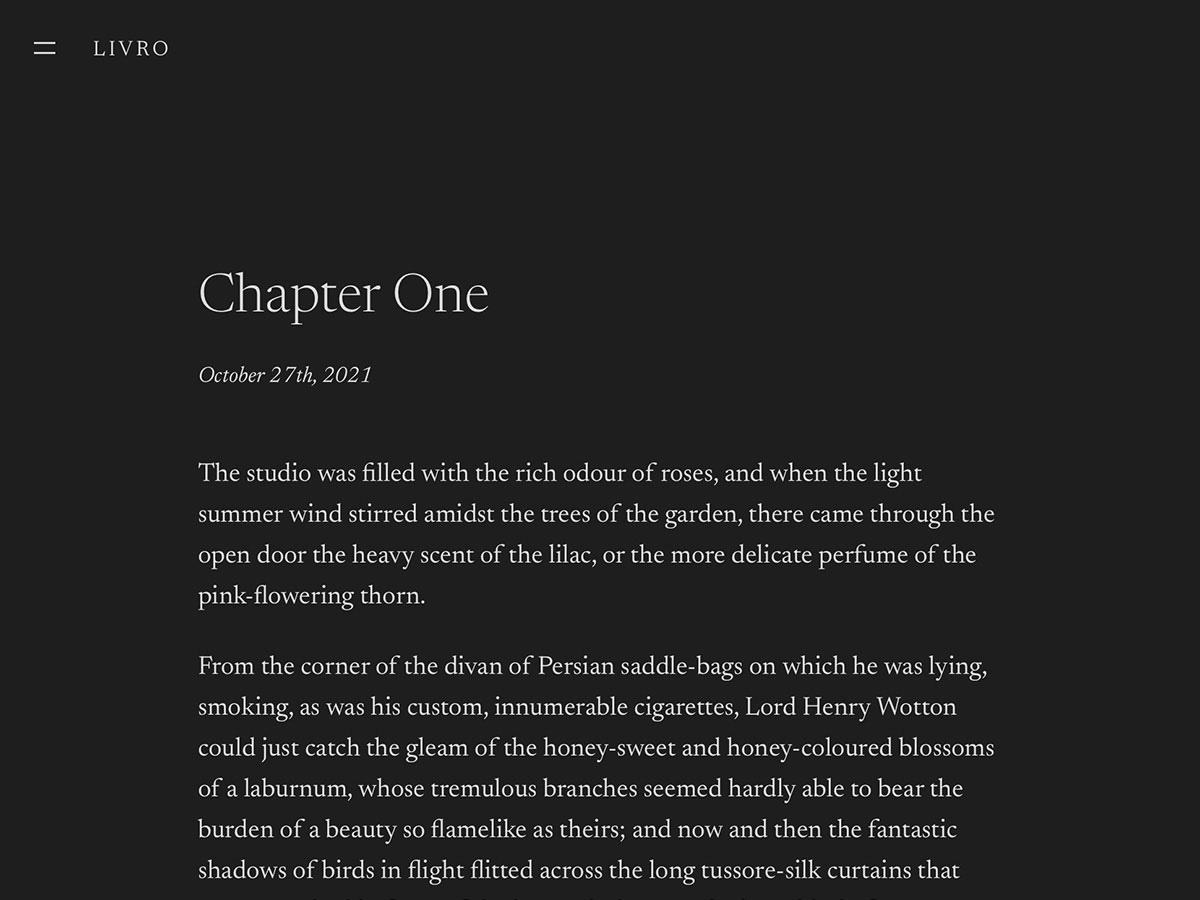 LIVRO
Chapter One
October 27th, 2021
The studio was filled with the rich odour of roses, and when the light
summer wind stirred amidst the trees of the garden, there came through the
open door the heavy scent of the lilac, or the more delicate perfume of the
pink-flowering thorn.
From the corner of the divan of Persian saddle-bags on which he was lying,
smoking, as was his custom, innumerable cigarettes, Lord Henry Wotton
could just catch the gleam of the honey-sweet and honey-coloured blossoms
of a laburnum, whose tremulous branches seemed hardly able to bear the
burden of a beauty so flamelike as theirs; and now and then the fantastic
shadows of birds in flight flitted across the long tussore-silk curtains that